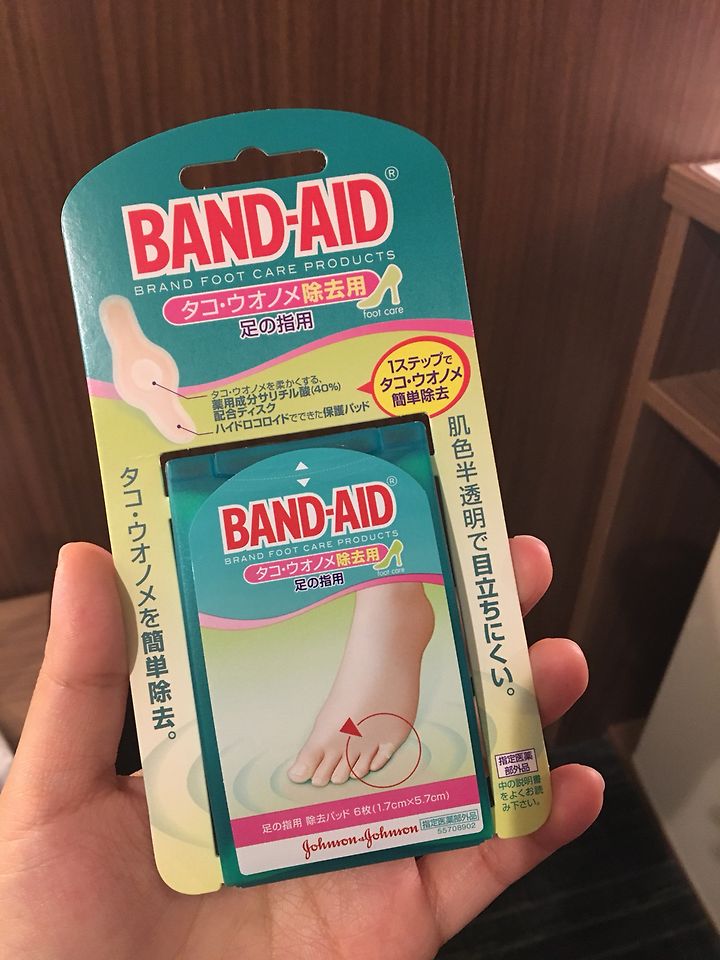 BAND-AID®
BRAND FOOT CARE PRODUCTS
タコ・ウオノメ除去用
足の指用
foot care
1ステップで
タコ・ウオノメ
簡単除去
タコ・ウオノメを柔かくする、
薬用成分サリチル酸(40%)
配合ディスク
ハイドロコロイドでできた保護パッド
肌色半透明で目立ちにくい。
タコ・ウオノメを簡単除去。
BAND-AID®
BRAND FOOT CARE PRODUCTS
タコ・ウオノメ除去用
足の指用
foot care
足の指用 除去パッド 6枚(1.7cm×5.7cm)
Johnson & Johnson
指定医薬部外品
55708902
指定医薬
部外品
中の説明書
をよくお読
み下さい。